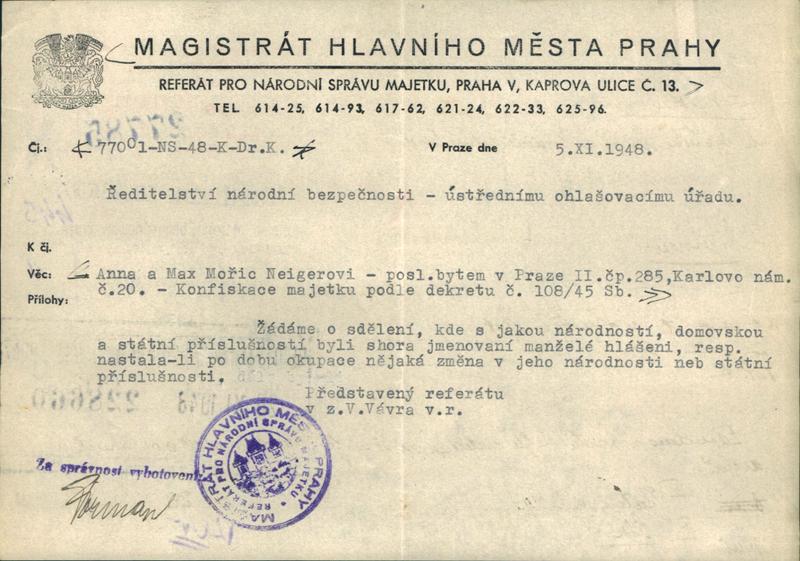 MAGISTRÁT HLAVNÍHO MĚSTA PRAHY
REFERÁT PRO NÁRODNÍ SPRÁVU MAJETKU, PRAHA V, KAPROVA ULICE Č. 13.
TEL 614-25, 614-93, 617-62, 621-24, 622-33, 625-96.
27785
Čj.: 77001-NS-48-K-Dr.K. V Praze dne 5.XI.1948.
Ředitelství národní bezpečnosti - ústřednímu ohlašovacímu úřadu.
K čj.
Věc: Anna a Max Mořic Neigerovi - posl.bytem v Praze II.čp.285,Karlovo nám.
č.20. - Konfiskace majetku podle dekretu č. 108/45 Sb.
Přílohy:
Žádáme o sdělení, kde s jakou národností, domovskou
a státní příslušností byli shora jmenovaní manželé hlášeni, resp.
nastala-li po dobu okupace nějaká změna v jeho národnosti neb státní
příslušnosti.
Představený referátu
v z.V.Vávra v.r.
228660
MAGISTRÁT HLAVNÍHO MĚST. PRAHY
REFERÁT PRO NÁRODNÍ SPRÁVU MAJETKU
Za správnost vyhotovení